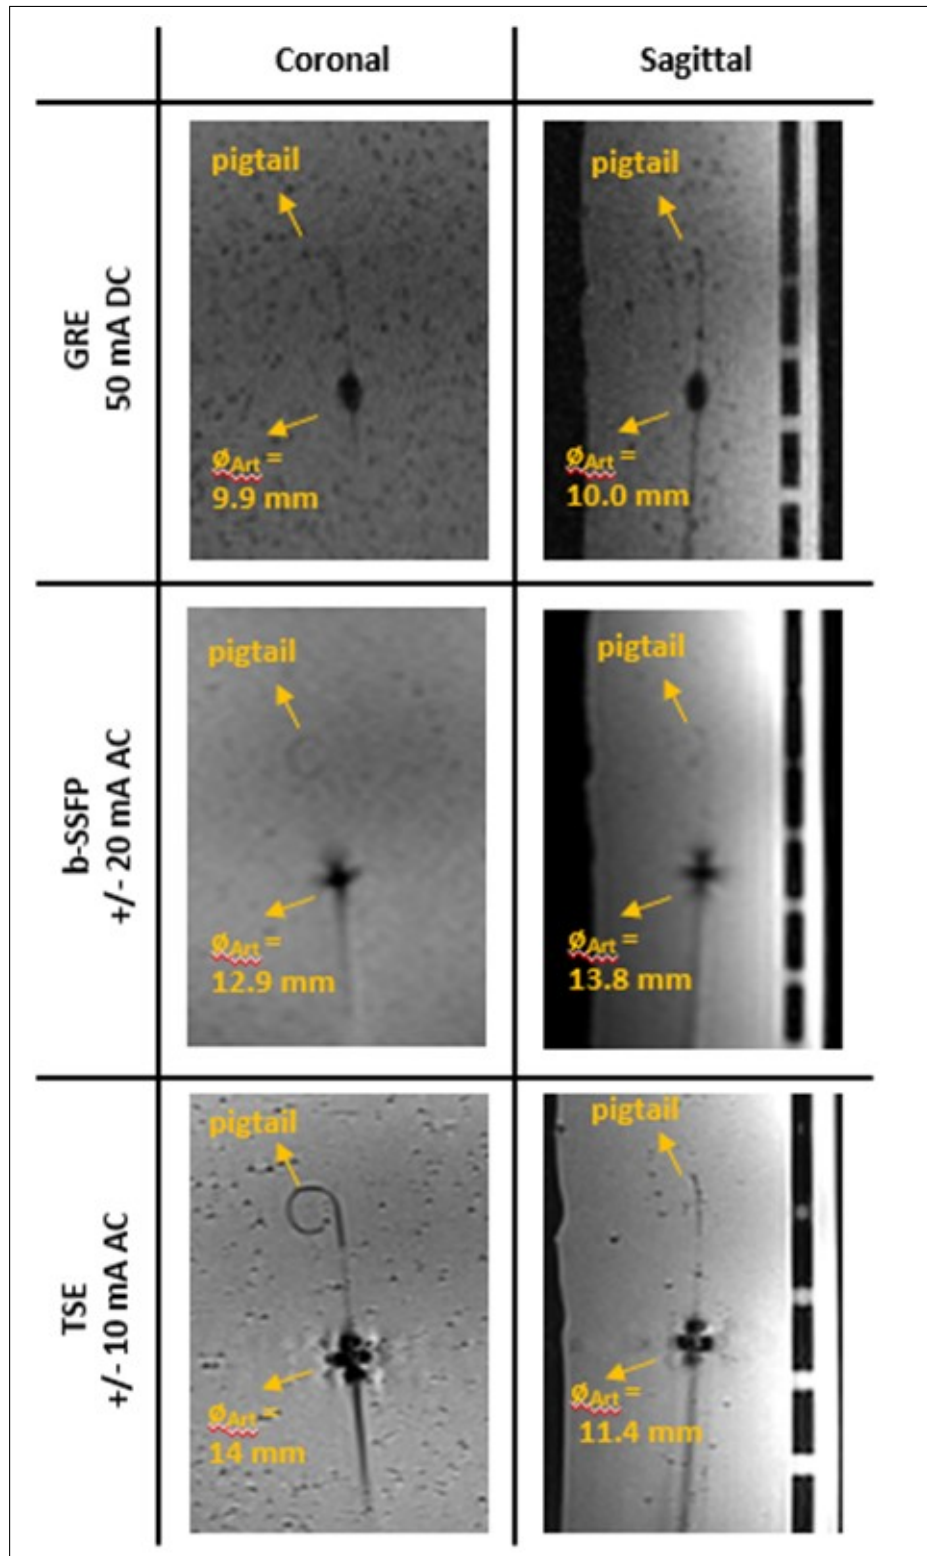 Coronal
Sagittal
GRE
50 mA DC
pigtail
ØArt =
9.9 mm
pigtail
ØArt =
10.0 mm
b-SSFP
+/- 20 mA AC
pigtail
ØArt =
12.9 mm
pigtail
ØArt =
13.8 mm
TSE
+/- 10 mA AC
pigtail
ØArt =
14 mm
pigtail
ØArt =
11.4 mm